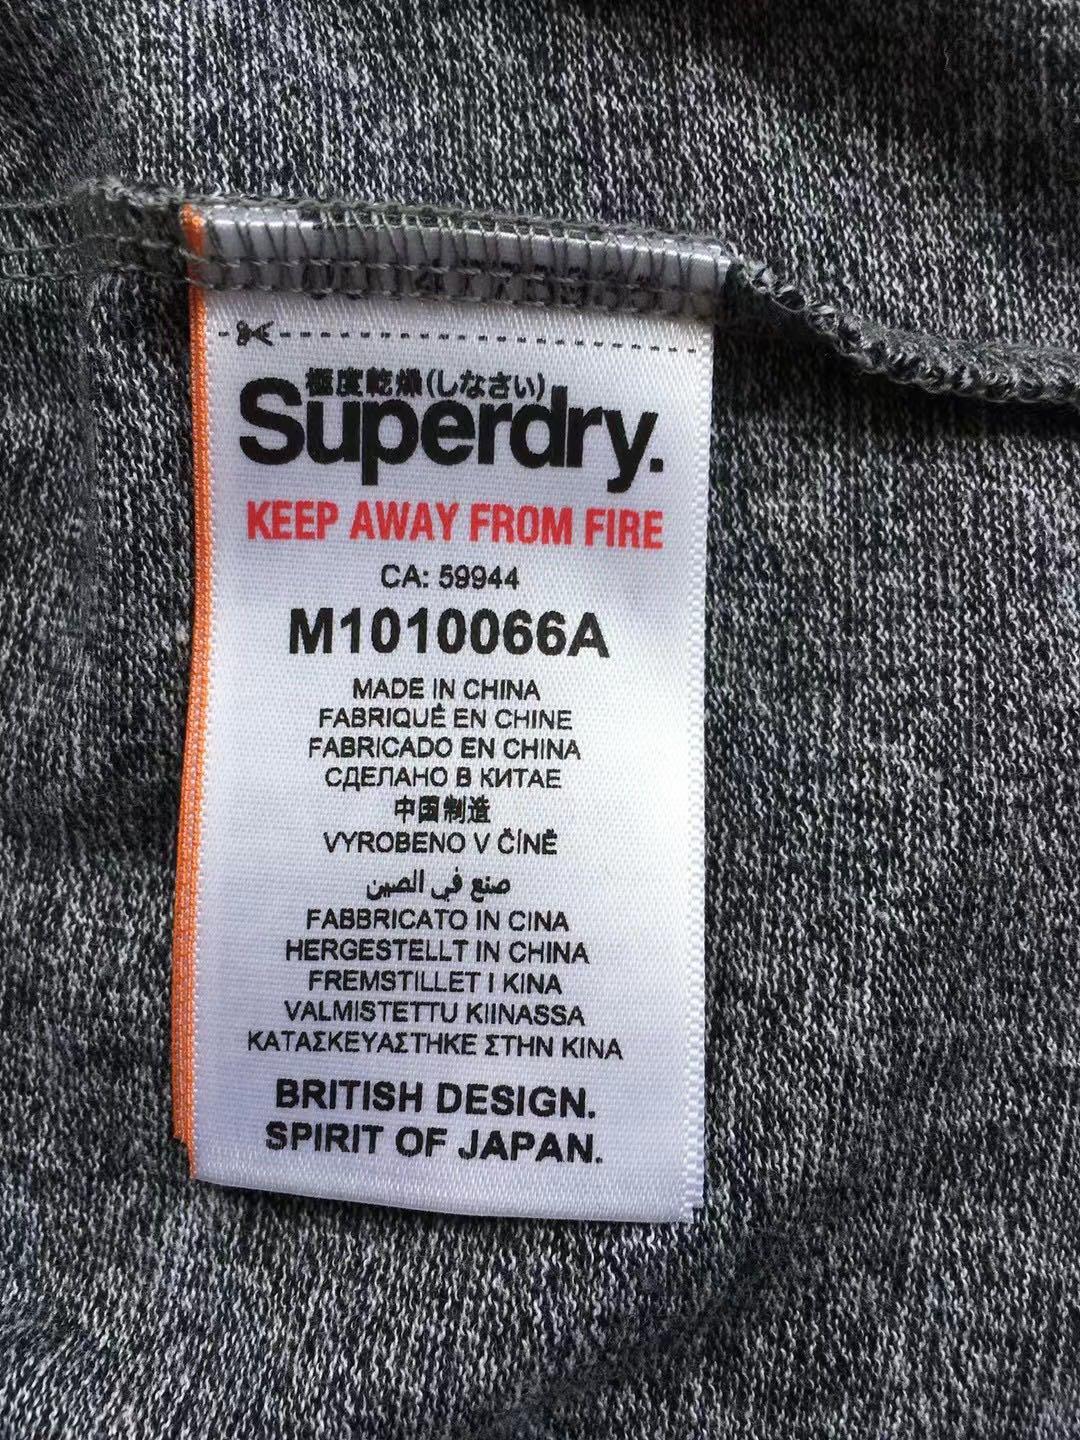 極度乾燥(しなさい)
Superdry.
KEEP AWAY FROM FIRE
CA: 59944
M1010066A
MADE IN CHINA
FABRIQUÉ EN CHINE
FABRICADO EN CHINA
СДЕЛАНО В КИТАЕ
中国制造
VYROBENO V ČÍNĚ
صنع في الصين
FABBRICATO IN CINA
HERGESTELLT IN CHINA
FREMSTILLET I KINA
VALMISTETTU KIINASSA
ΚΑΤΑΣΚΕΥΑΣΤΗΚΕ ΣΤΗΝ ΚΙΝΑ
BRITISH DESIGN.
SPIRIT OF JAPAN.